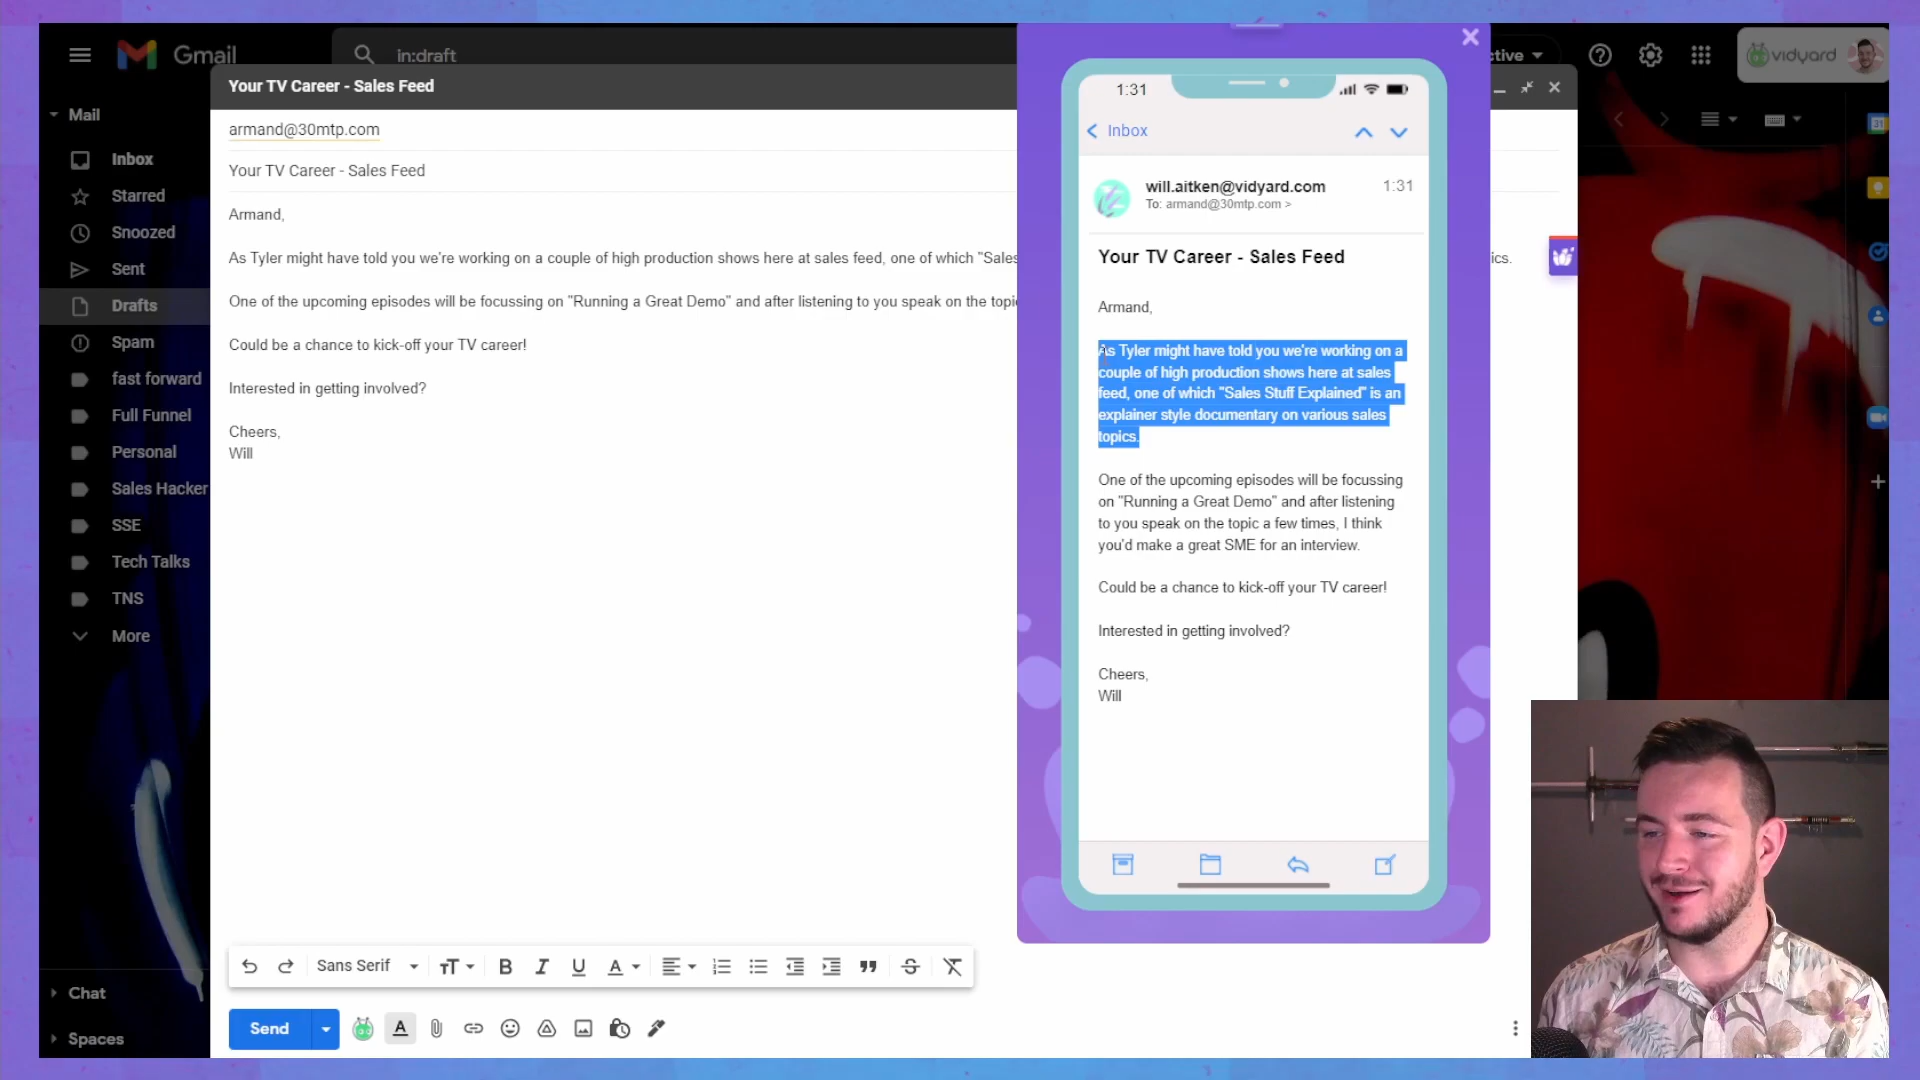 Gmail
in:draft
ctive
vidyard
Mail
Inbox
Starred
Snoozed
Sent
Drafts
Spam
fast forward
Full Funnel
Personal
Sales Hacker
SSE
Tech Talks
TNS
More
Chat
Spaces
Your TV Career - Sales Feed
armand@30mtp.com
Your TV Career - Sales Feed
Armand,
As Tyler might have told you we're working on a couple of high production shows here at sales feed, one of which "Sales
ics.
One of the upcoming episodes will be focussing on "Running a Great Demo" and after listening to you speak on the topic
Could be a chance to kick-off your TV career!
Interested in getting involved?
Cheers,
Will
Sans Serif
Send
1:31
Inbox
will.aitken@vidyard.com 1:31
To: armand@30mtp.com >
Your TV Career - Sales Feed
Armand,
As Tyler might have told you we're working on a
couple of high production shows here at sales
feed, one of which "Sales Stuff Explained" is an
explainer style documentary on various sales
topics.
One of the upcoming episodes will be focussing
on "Running a Great Demo" and after listening
to you speak on the topic a few times, I think
you'd make a great SME for an interview.
Could be a chance to kick-off your TV career!
Interested in getting involved?
Cheers,
Will
31